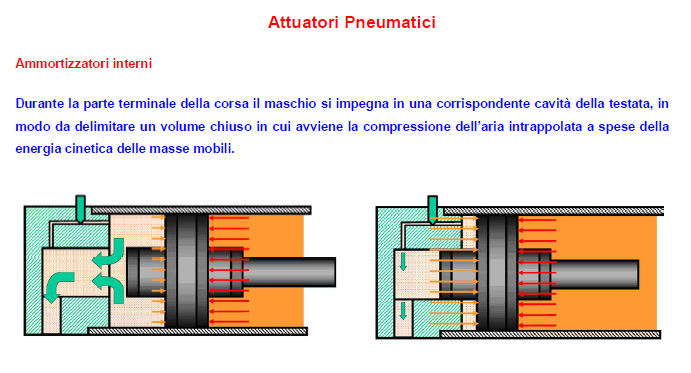 Attuatori Pneumatici
Ammortizzatori interni
Durante la parte terminale della corsa il maschio si impegna in una corrispondente cavità della testata, in
modo da delimitare un volume chiuso in cui avviene la compressione dell'aria intrappolata a spese della
energia cinetica delle masse mobili.